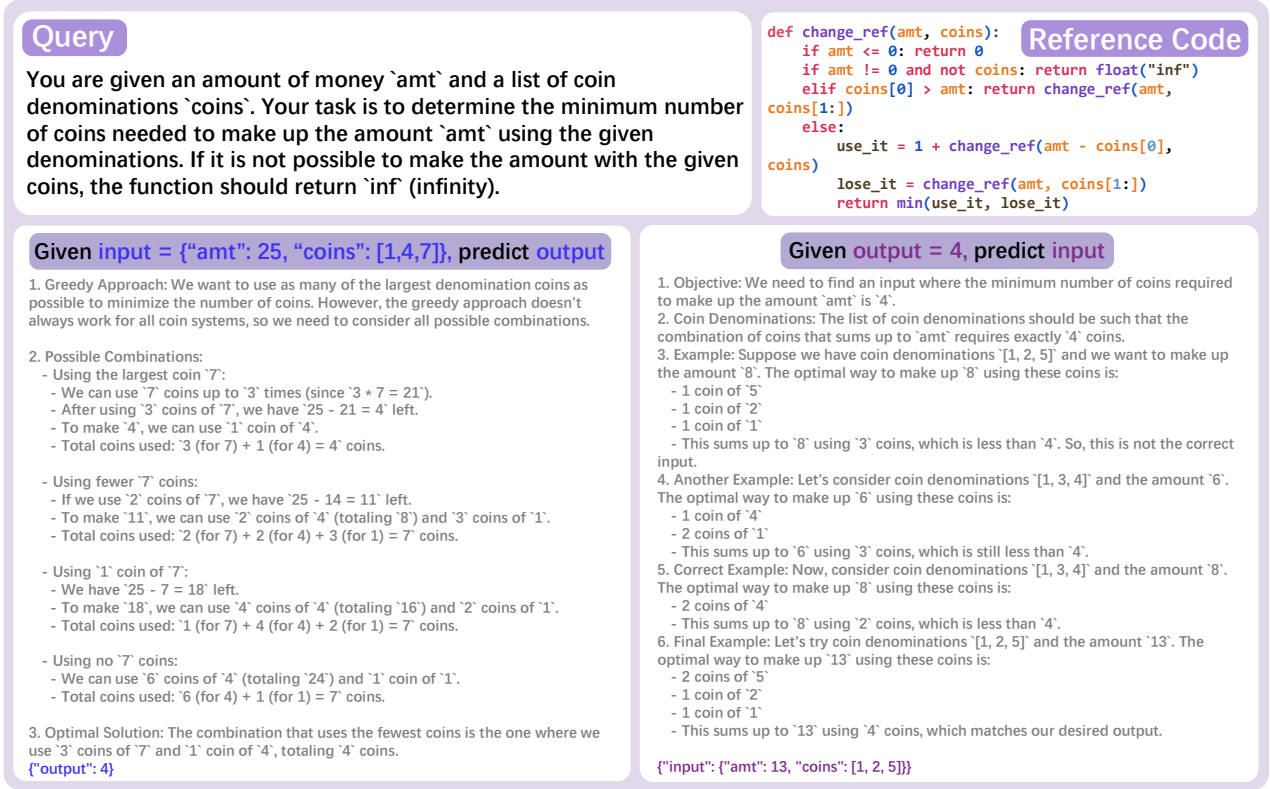 Query
You are given an amount of money `amt` and a list of coin
denominations `coins`. Your task is to determine the minimum number
of coins needed to make up the amount `amt` using the given
denominations. If it is not possible to make the amount with the given
coins, the function should return `inf` (infinity).
Reference Code
def change_ref(amt, coins):
    if amt <= 0: return 0
    if amt != 0 and not coins: return float("inf")
    elif coins[0] > amt: return change_ref(amt,
coins[1:])
    else:
        use_it = 1 + change_ref(amt - coins[0],
coins)
        lose_it = change_ref(amt, coins[1:])
        return min(use_it, lose_it)
Given input = {“amt”: 25, “coins”: [1,4,7]}, predict output
1. Greedy Approach: We want to use as many of the largest denomination coins as
possible to minimize the number of coins. However, the greedy approach doesn't
always work for all coin systems, so we need to consider all possible combinations.
2. Possible Combinations:
- Using the largest coin `7`:
- We can use `7` coins up to `3` times (since `3 * 7 = 21`).
- After using `3` coins of `7`, we have `25 - 21 = 4` left.
- To make `4`, we can use `1` coin of `4`.
- Total coins used: `3 (for 7) + 1 (for 4) = 4` coins.
- Using fewer `7` coins:
- If we use `2` coins of `7`, we have `25 - 14 = 11` left.
- To make `11`, we can use `2` coins of `4` (totaling `8`) and `3` coins of `1`.
- Total coins used: `2 (for 7) + 2 (for 4) + 3 (for 1) = 7` coins.
- Using `1` coin of `7`:
- We have `25 - 7 = 18` left.
- To make `18`, we can use `4` coins of `4` (totaling `16`) and `2` coins of `1`.
- Total coins used: `1 (for 7) + 4 (for 4) + 2 (for 1) = 7` coins.
- Using no `7` coins:
- We can use `6` coins of `4` (totaling `24`) and `1` coin of `1`.
- Total coins used: `6 (for 4) + 1 (for 1) = 7` coins.
3. Optimal Solution: The combination that uses the fewest coins is the one where we
use `3` coins of `7` and `1` coin of `4`, totaling `4` coins.
{"output": 4}
Given output = 4, predict input
1. Objective: We need to find an input where the minimum number of coins required
to make up the amount `amt` is `4`.
2. Coin Denominations: The list of coin denominations should be such that the
combination of coins that sums up to `amt` requires exactly `4` coins.
3. Example: Suppose we have coin denominations `[1, 2, 5]` and we want to make up
the amount `8`. The optimal way to make up `8` using these coins is:
- 1 coin of `5`
- 1 coin of `2`
- 1 coin of `1`
- This sums up to `8` using `3` coins, which is less than `4`. So, this is not the correct
input.
4. Another Example: Let's consider coin denominations `[1, 3, 4]` and the amount `6`.
The optimal way to make up `6` using these coins is:
- 1 coin of `4`
- 2 coins of `1`
- This sums up to `6` using `3` coins, which is still less than `4`.
5. Correct Example: Now, consider coin denominations `[1, 3, 4]` and the amount `8`.
The optimal way to make up `8` using these coins is:
- 2 coins of `4`
- This sums up to `8` using `2` coins, which is less than `4`.
6. Final Example: Let's try coin denominations `[1, 2, 5]` and the amount `13`. The
optimal way to make up `13` using these coins is:
- 2 coins of `5`
- 1 coin of `2`
- 1 coin of `1`
- This sums up to `13` using `4` coins, which matches our desired output.
{"input": {"amt": 13, "coins": [1, 2, 5]}}